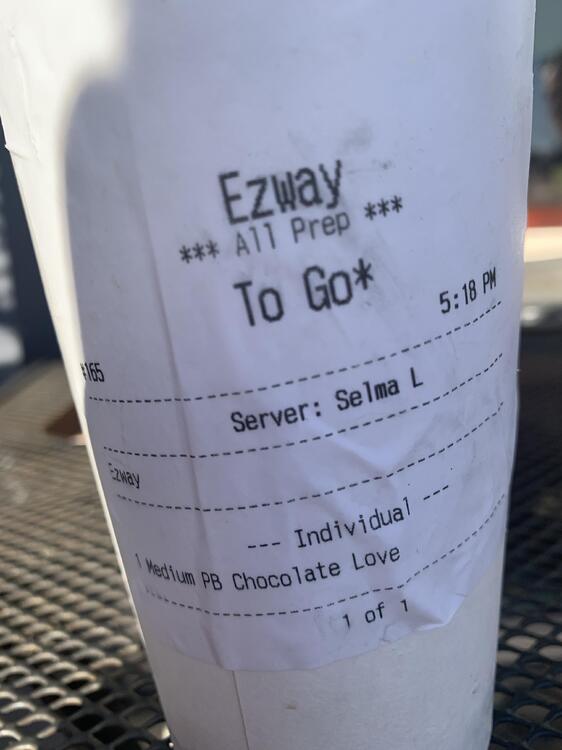 Ezway
*** All Prep ***
To Go*
#165 5:18 PM
Server: Selma L
Ezway
--- Individual ---
1 Medium PB Chocolate Love
1 of 1